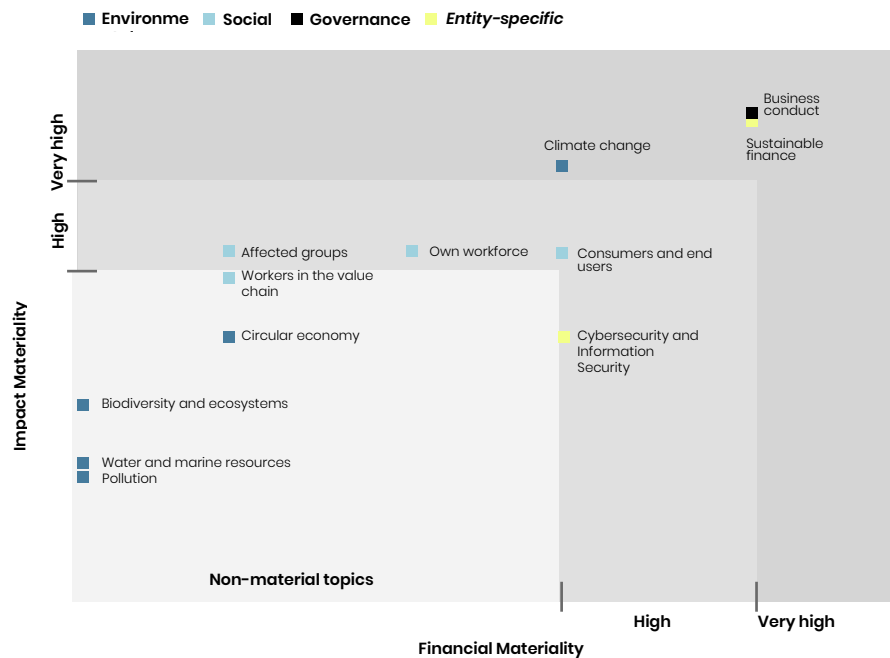 Environme
Social
Governance
Entity-specific
Business
conduct
Sustainable
finance
Climate change
Very high
High
Affected groups
Own workforce
Consumers and end
users
Workers in the value
chain
Circular economy
Cybersecurity and
Information
Security
Impact Materiality
Biodiversity and ecosystems
Water and marine resources
Pollution
Non-material topics
High
Very high
Financial Materiality